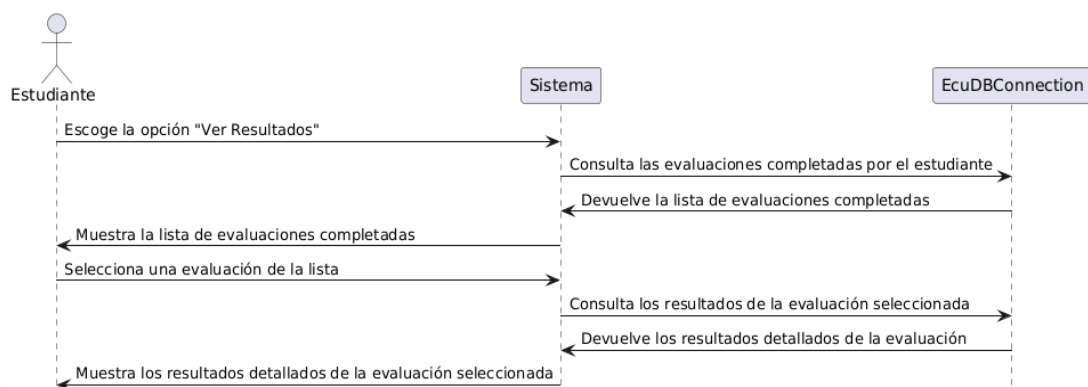 Estudiante
Sistema
EcuDBConnection
Escoge la opción "Ver Resultados"
Consulta las evaluaciones completadas por el estudiante
Devuelve la lista de evaluaciones completadas
Muestra la lista de evaluaciones completadas
Selecciona una evaluación de la lista
Consulta los resultados de la evaluación seleccionada
Devuelve los resultados detallados de la evaluación
Muestra los resultados detallados de la evaluación seleccionada